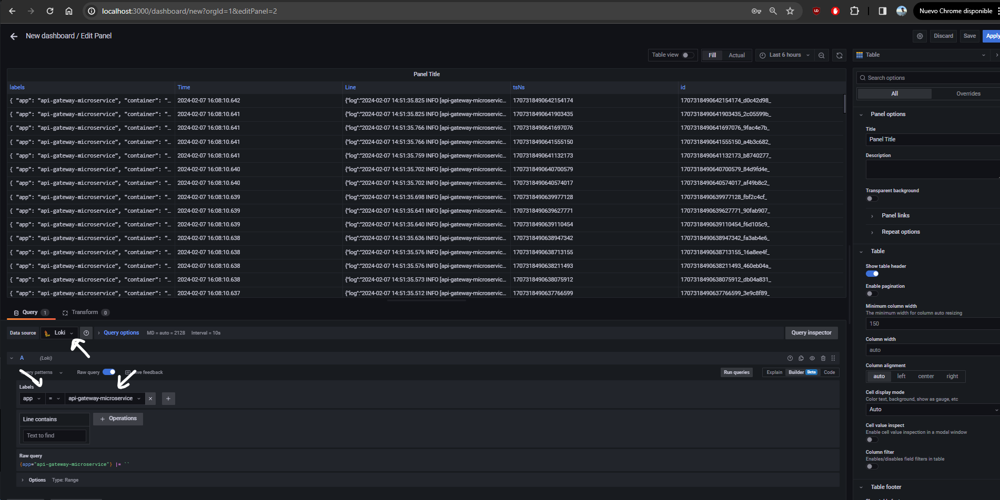 localhost:3000/dashboard/new?orgId=1&editPanel=2
Nuevo Chrome disponible
New dashboard / Edit Panel
Discard Save Apply
Table view Fill Actual Last 6 hours Table
Panel Title
labels Time Line tsNs id
{ "app": "api-gateway-microservice", "container": "… 2024-02-07 16:08:10.642 {"log":"2024-02-07 14:51:35.825 INFO [api-gateway-microservic… 1707318490642154174 1707318490642154174_d0c42d98_
{ "app": "api-gateway-microservice", "container": "… 2024-02-07 16:08:10.641 {"log":"2024-02-07 14:51:35.825 INFO [api-gateway-microservic… 1707318490641903435 1707318490641903435_2c05599b_
{ "app": "api-gateway-microservice", "container": "… 2024-02-07 16:08:10.641 {"log":"2024-02-07 14:51:35.766 INFO [api-gateway-microservic… 1707318490641697076 1707318490641697076_9fac4e7b_
{ "app": "api-gateway-microservice", "container": "… 2024-02-07 16:08:10.641 {"log":"2024-02-07 14:51:35.766 INFO [api-gateway-microservic… 1707318490641555150 1707318490641555150_a4b3c682_
{ "app": "api-gateway-microservice", "container": "… 2024-02-07 16:08:10.641 {"log":"2024-02-07 14:51:35.759 INFO [api-gateway-microservic… 1707318490641132173 1707318490641132173_b8740277_
{ "app": "api-gateway-microservice", "container": "… 2024-02-07 16:08:10.640 {"log":"2024-02-07 14:51:35.702 INFO [api-gateway-microservic… 1707318490640700579 1707318490640700579_84d9fd4e_
{ "app": "api-gateway-microservice", "container": "… 2024-02-07 16:08:10.640 {"log":"2024-02-07 14:51:35.702 INFO [api-gateway-microservic… 1707318490640574017 1707318490640574017_af49b8c2_
{ "app": "api-gateway-microservice", "container": "… 2024-02-07 16:08:10.639 {"log":"2024-02-07 14:51:35.698 INFO [api-gateway-microservic… 1707318490639977128 1707318490639977128_fbf2c4cf_
{ "app": "api-gateway-microservice", "container": "… 2024-02-07 16:08:10.639 {"log":"2024-02-07 14:51:35.641 INFO [api-gateway-microservic… 1707318490639627771 1707318490639627771_90fab907_
{ "app": "api-gateway-microservice", "container": "… 2024-02-07 16:08:10.639 {"log":"2024-02-07 14:51:35.640 INFO [api-gateway-microservic… 1707318490639110454 1707318490639110454_f6d105c9_
{ "app": "api-gateway-microservice", "container": "… 2024-02-07 16:08:10.638 {"log":"2024-02-07 14:51:35.636 INFO [api-gateway-microservic… 1707318490638947342 1707318490638947342_fa3ab4e6_
{ "app": "api-gateway-microservice", "container": "… 2024-02-07 16:08:10.638 {"log":"2024-02-07 14:51:35.576 INFO [api-gateway-microservic… 1707318490638713155 1707318490638713155_16a8ee4f_
{ "app": "api-gateway-microservice", "container": "… 2024-02-07 16:08:10.638 {"log":"2024-02-07 14:51:35.576 INFO [api-gateway-microservic… 1707318490638211493 1707318490638211493_460eb04a_
{ "app": "api-gateway-microservice", "container": "… 2024-02-07 16:08:10.638 {"log":"2024-02-07 14:51:35.573 INFO [api-gateway-microservic… 1707318490638075912 1707318490638075912_db04a831_
{ "app": "api-gateway-microservice", "container": "… 2024-02-07 16:08:10.637 {"log":"2024-02-07 14:51:35.512 INFO [api-gateway-microservic… 1707318490637766599 1707318490637766599_3e9c8f89_
Query 1 Transform 0
Data source Loki Query options MD = auto = 2128 Interval = 10s Query inspector
A (Loki)
patterns Raw query feedback Run queries Explain Builder Beta Code
Labels
app = api-gateway-microservice × +
Line contains + Operations
Text to find
Raw query
{app="api-gateway-microservice"} |= ``
Options Type: Range
Search options
All Overrides
Panel options
Title
Panel Title
Description
Transparent background
Panel links
Repeat options
Table
Show table header
Enable pagination
Minimum column width
The minimum width for column auto resizing
150
Column width
auto
Column alignment
auto left center right
Cell display mode
Color text, background, show as gauge, etc
Auto
Cell value inspect
Enable cell value inspection in a modal window
Column filter
Enables/disables field filters in table
Table footer